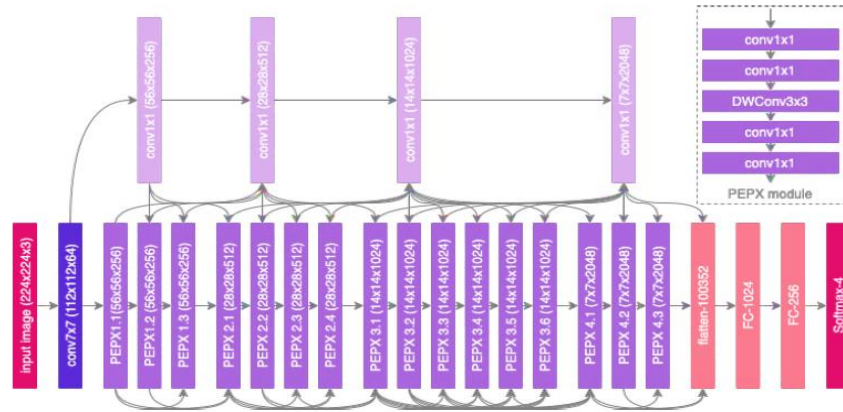 conv1x1 (56x56x256)
conv1x1 (28x28x512)
conv1x1 (14x14x1024)
conv1x1 (7x7x2048)
conv1x1
conv1x1
DWConv3x3
conv1x1
conv1x1
PEPX module
input image (224x224x3)
conv7x7 (112x112x64)
PEPX1.1(56x56x256)
PEPX1.2 (56x56x256)
PEPX 1.3 (56x56x256)
PEPX 2.1 (28x28x512)
PEPX 2.2 (28x28x512)
PEPX 2.3 (28x28x512)
PEPX 2.4 (28x28x512)
PEPX 3.1 (14x14x1024)
PEPX 3.2 (14x14x1024)
PEPX 3.3 (14x14x1024)
PEPX 3.4 (14x14x1024)
PEPX 3.5 (14x14x1024)
PEPX 3.6 (14x14x1024)
PEPX 4.1 (7x7x2048)
PEPX 4.2 (7x7x2048)
PEPX 4.3 (7x7x2048)
flatten-100352
FC-1024
FC-256
Softmax-4